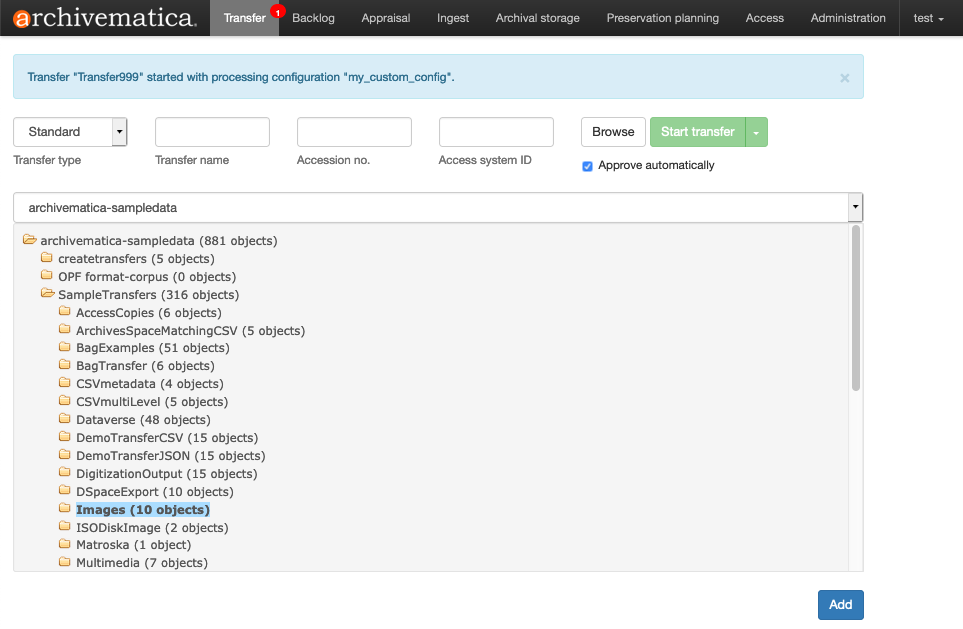 archivematica
Transfer 1 Backlog Appraisal Ingest Archival storage Preservation planning Access Administration test
Transfer "Transfer999" started with processing configuration "my_custom_config". ×
Standard Browse Start transfer
Transfer type Transfer name Accession no. Access system ID Approve automatically
archivematica-sampledata
archivematica-sampledata (881 objects)
createtransfers (5 objects)
OPF format-corpus (0 objects)
SampleTransfers (316 objects)
AccessCopies (6 objects)
ArchivesSpaceMatchingCSV (5 objects)
BagExamples (51 objects)
BagTransfer (6 objects)
CSVmetadata (4 objects)
CSVmultiLevel (5 objects)
Dataverse (48 objects)
DemoTransferCSV (15 objects)
DemoTransferJSON (15 objects)
DigitizationOutput (15 objects)
DSpaceExport (10 objects)
Images (10 objects)
ISODiskImage (2 objects)
Matroska (1 object)
Multimedia (7 objects)
Add